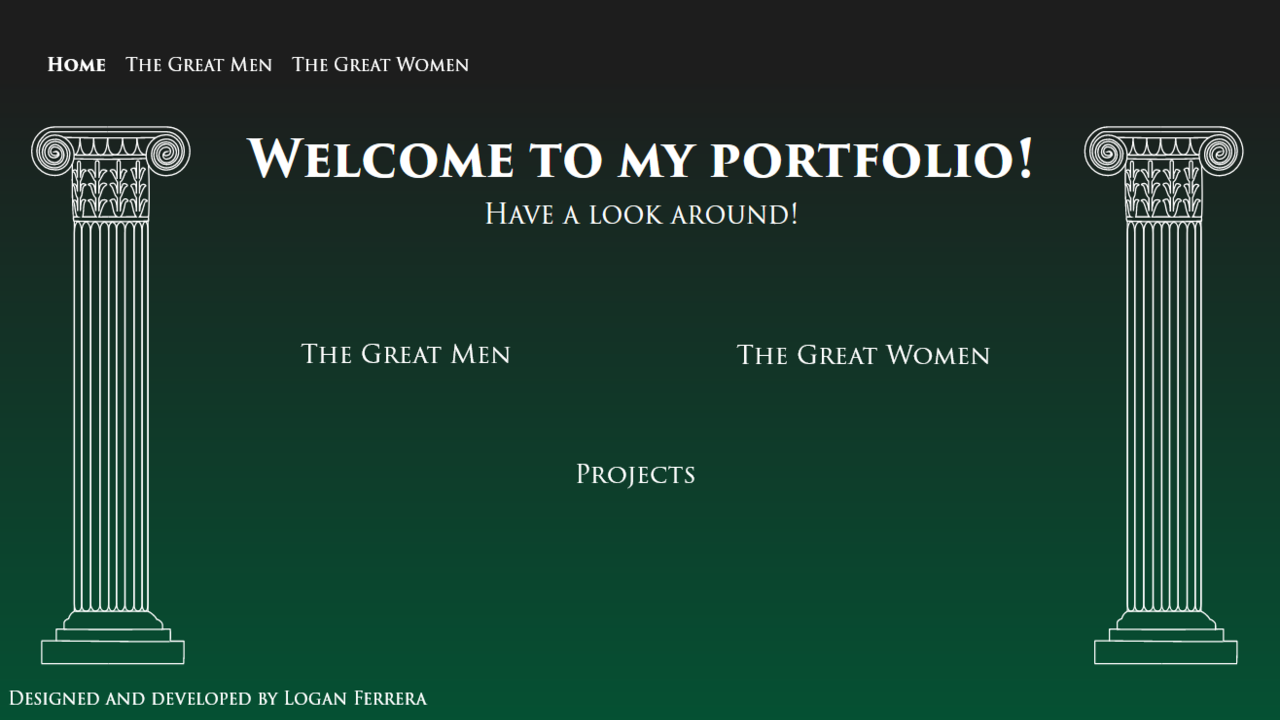 Home The Great Men The Great Women
Welcome to my portfolio!
Have a look around!
The Great Men The Great Women
Projects
Designed and developed by Logan Ferrera